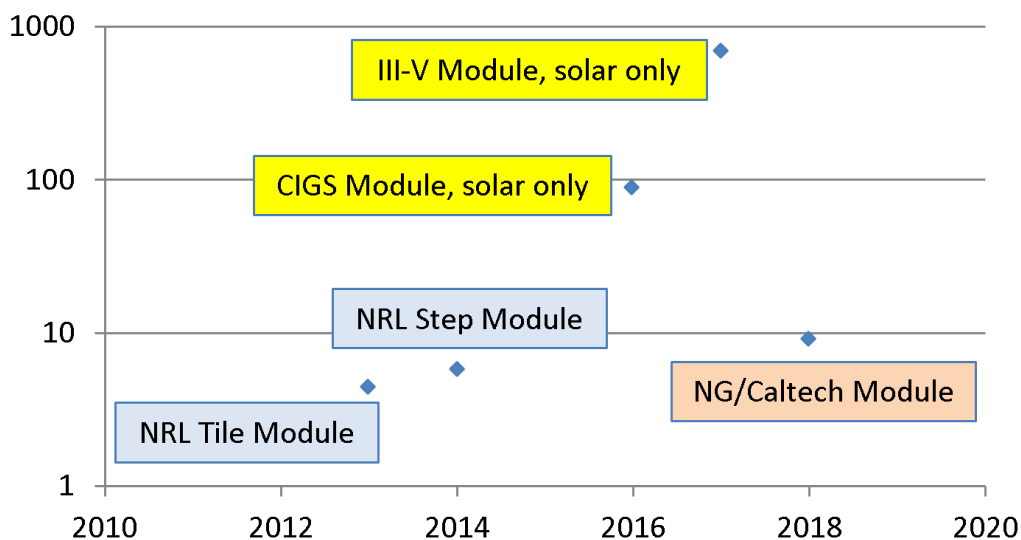 1000
III-V Module, solar only
CIGS Module, solar only
100
NRL Step Module
10
NG/Caltech Module
NRL Tile Module
1
2010 2012 2014 2016 2018 2020